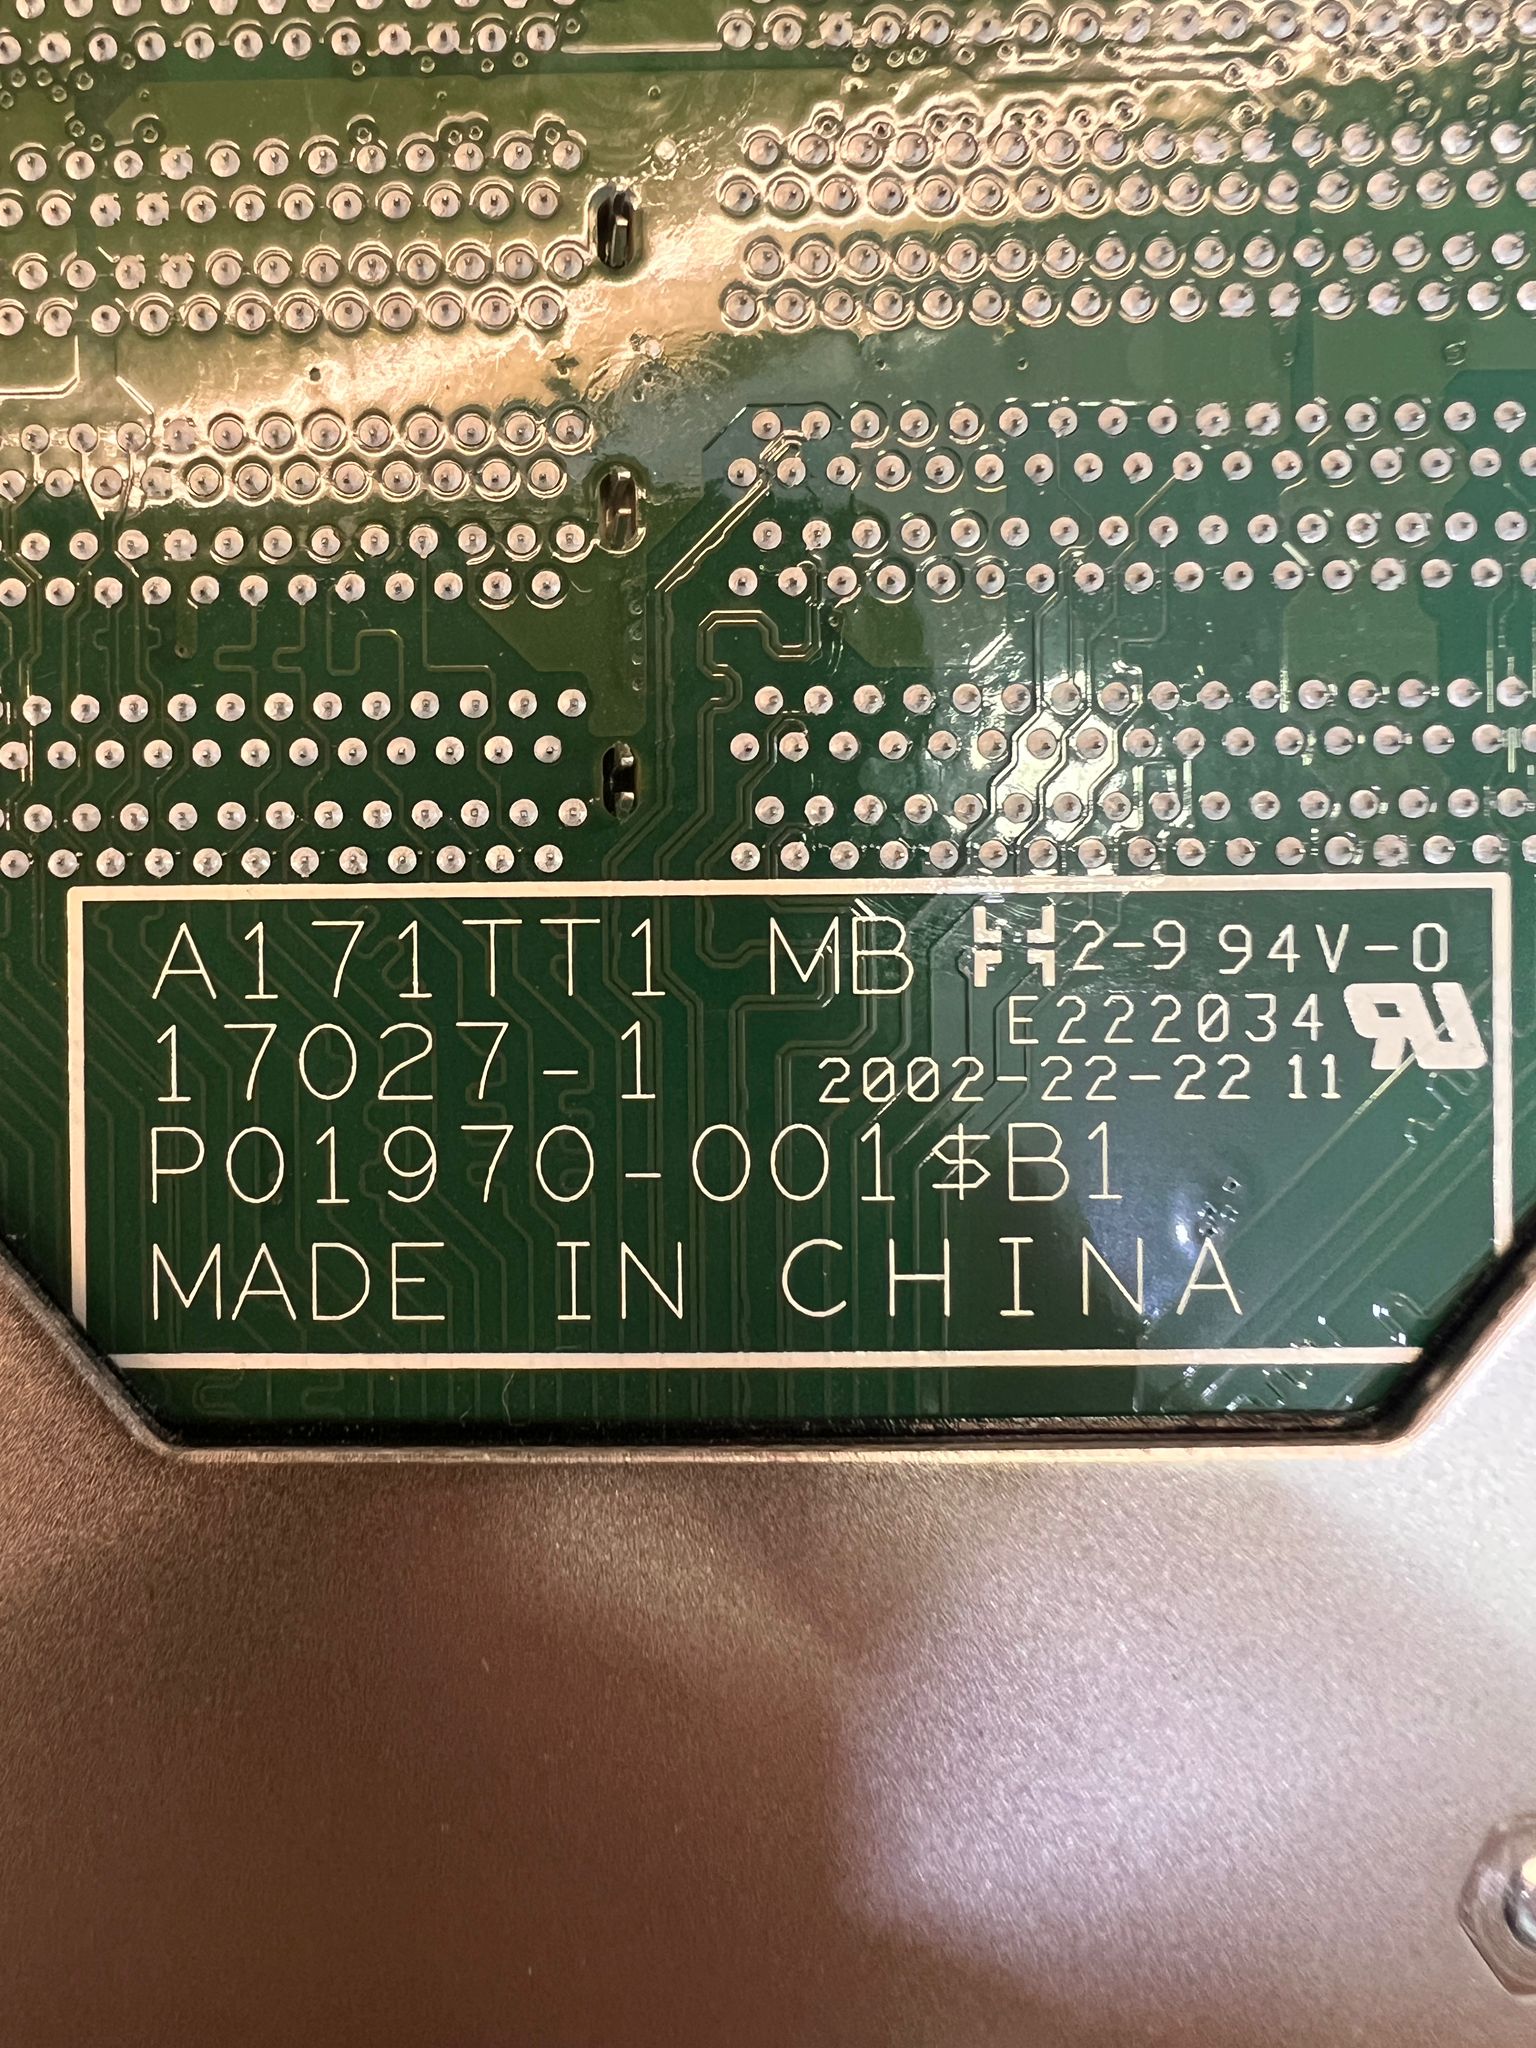 A171TT1 MB H 2-9 94V-0
E222034 UR
17027-1 2002-22-22 11
P01970-001$B1
MADE IN CHINA